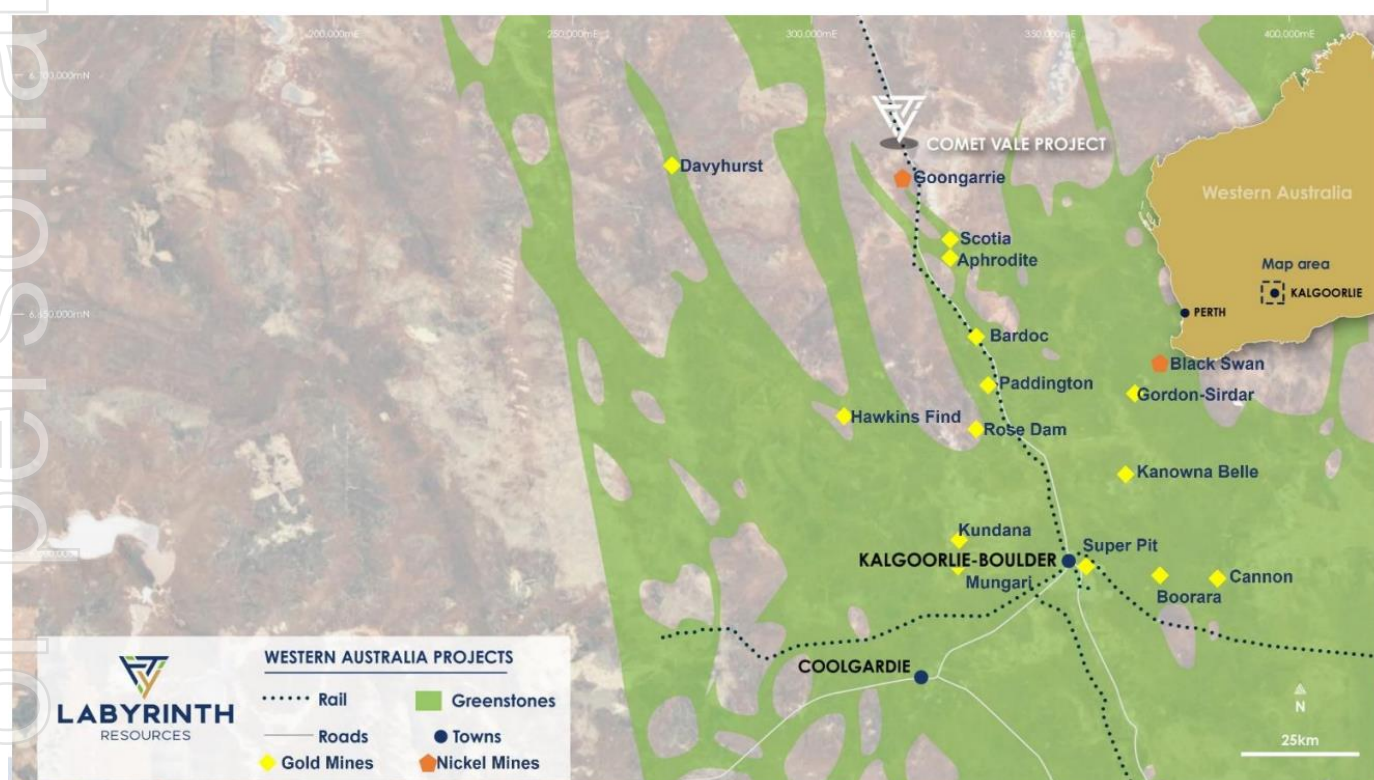 200,000mE
250,000mE
300,000mE
350,000mE
400,000mE
COMET VALE PROJECT
Davyhurst
Goongarrie
Western Australia
Scotia
Aphrodite
Map area
KALGOORLIE
PERTH
6,650,000mN
Bardoc
Black Swan
Paddington
Gordon-Sirdar
Hawkins Find
Rose Dam
Kanowna Belle
Kundana
Super Pit
KALGOORLIE-BOULDER
Mungari
Cannon
Boorara
COOLGARDIE
LABYRINTH
RESOURCES
WESTERN AUSTRALIA PROJECTS
Rail
Greenstones
Roads
Towns
Gold Mines
Nickel Mines
N
25km